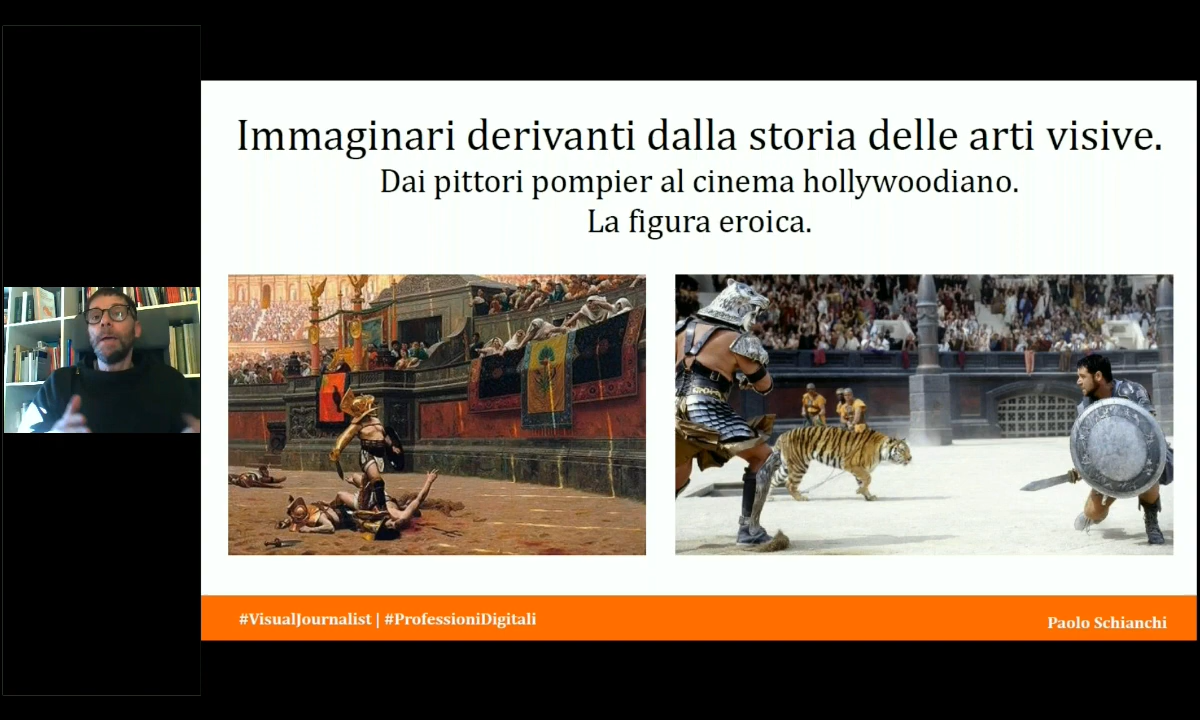 Immaginari derivanti dalla storia delle arti visive.
Dai pittori pompier al cinema hollywoodiano.
La figura eroica.
#VisualJournalist | #ProfessioniDigitali
Paolo Schianchi